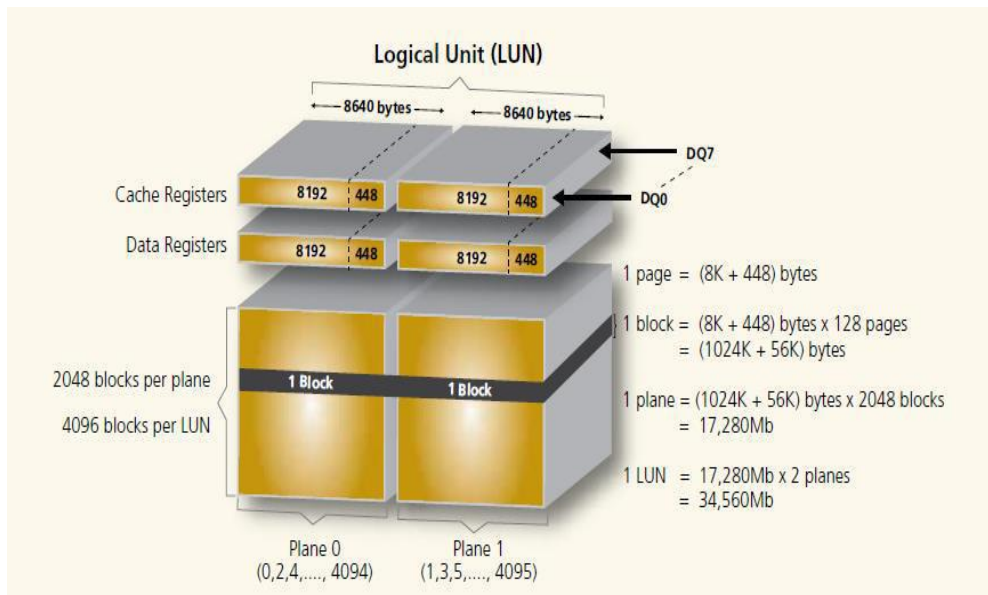 Logical Unit (LUN)
8640 bytes
8640 bytes
DQ7
Cache Registers
8192
448
8192
448
DQ0
Data Registers
8192
448
8192
448
1 page = (8K + 448) bytes
1 block = (8K + 448) bytes x 128 pages
= (1024K + 56K) bytes
2048 blocks per plane
1 Block
1 Block
4096 blocks per LUN
1 plane = (1024K + 56K) bytes x 2048 blocks
= 17,280Mb
1 LUN = 17,280Mb x 2 planes
= 34,560Mb
Plane 0
(0,2,4,...., 4094)
Plane 1
(1,3,5,...., 4095)